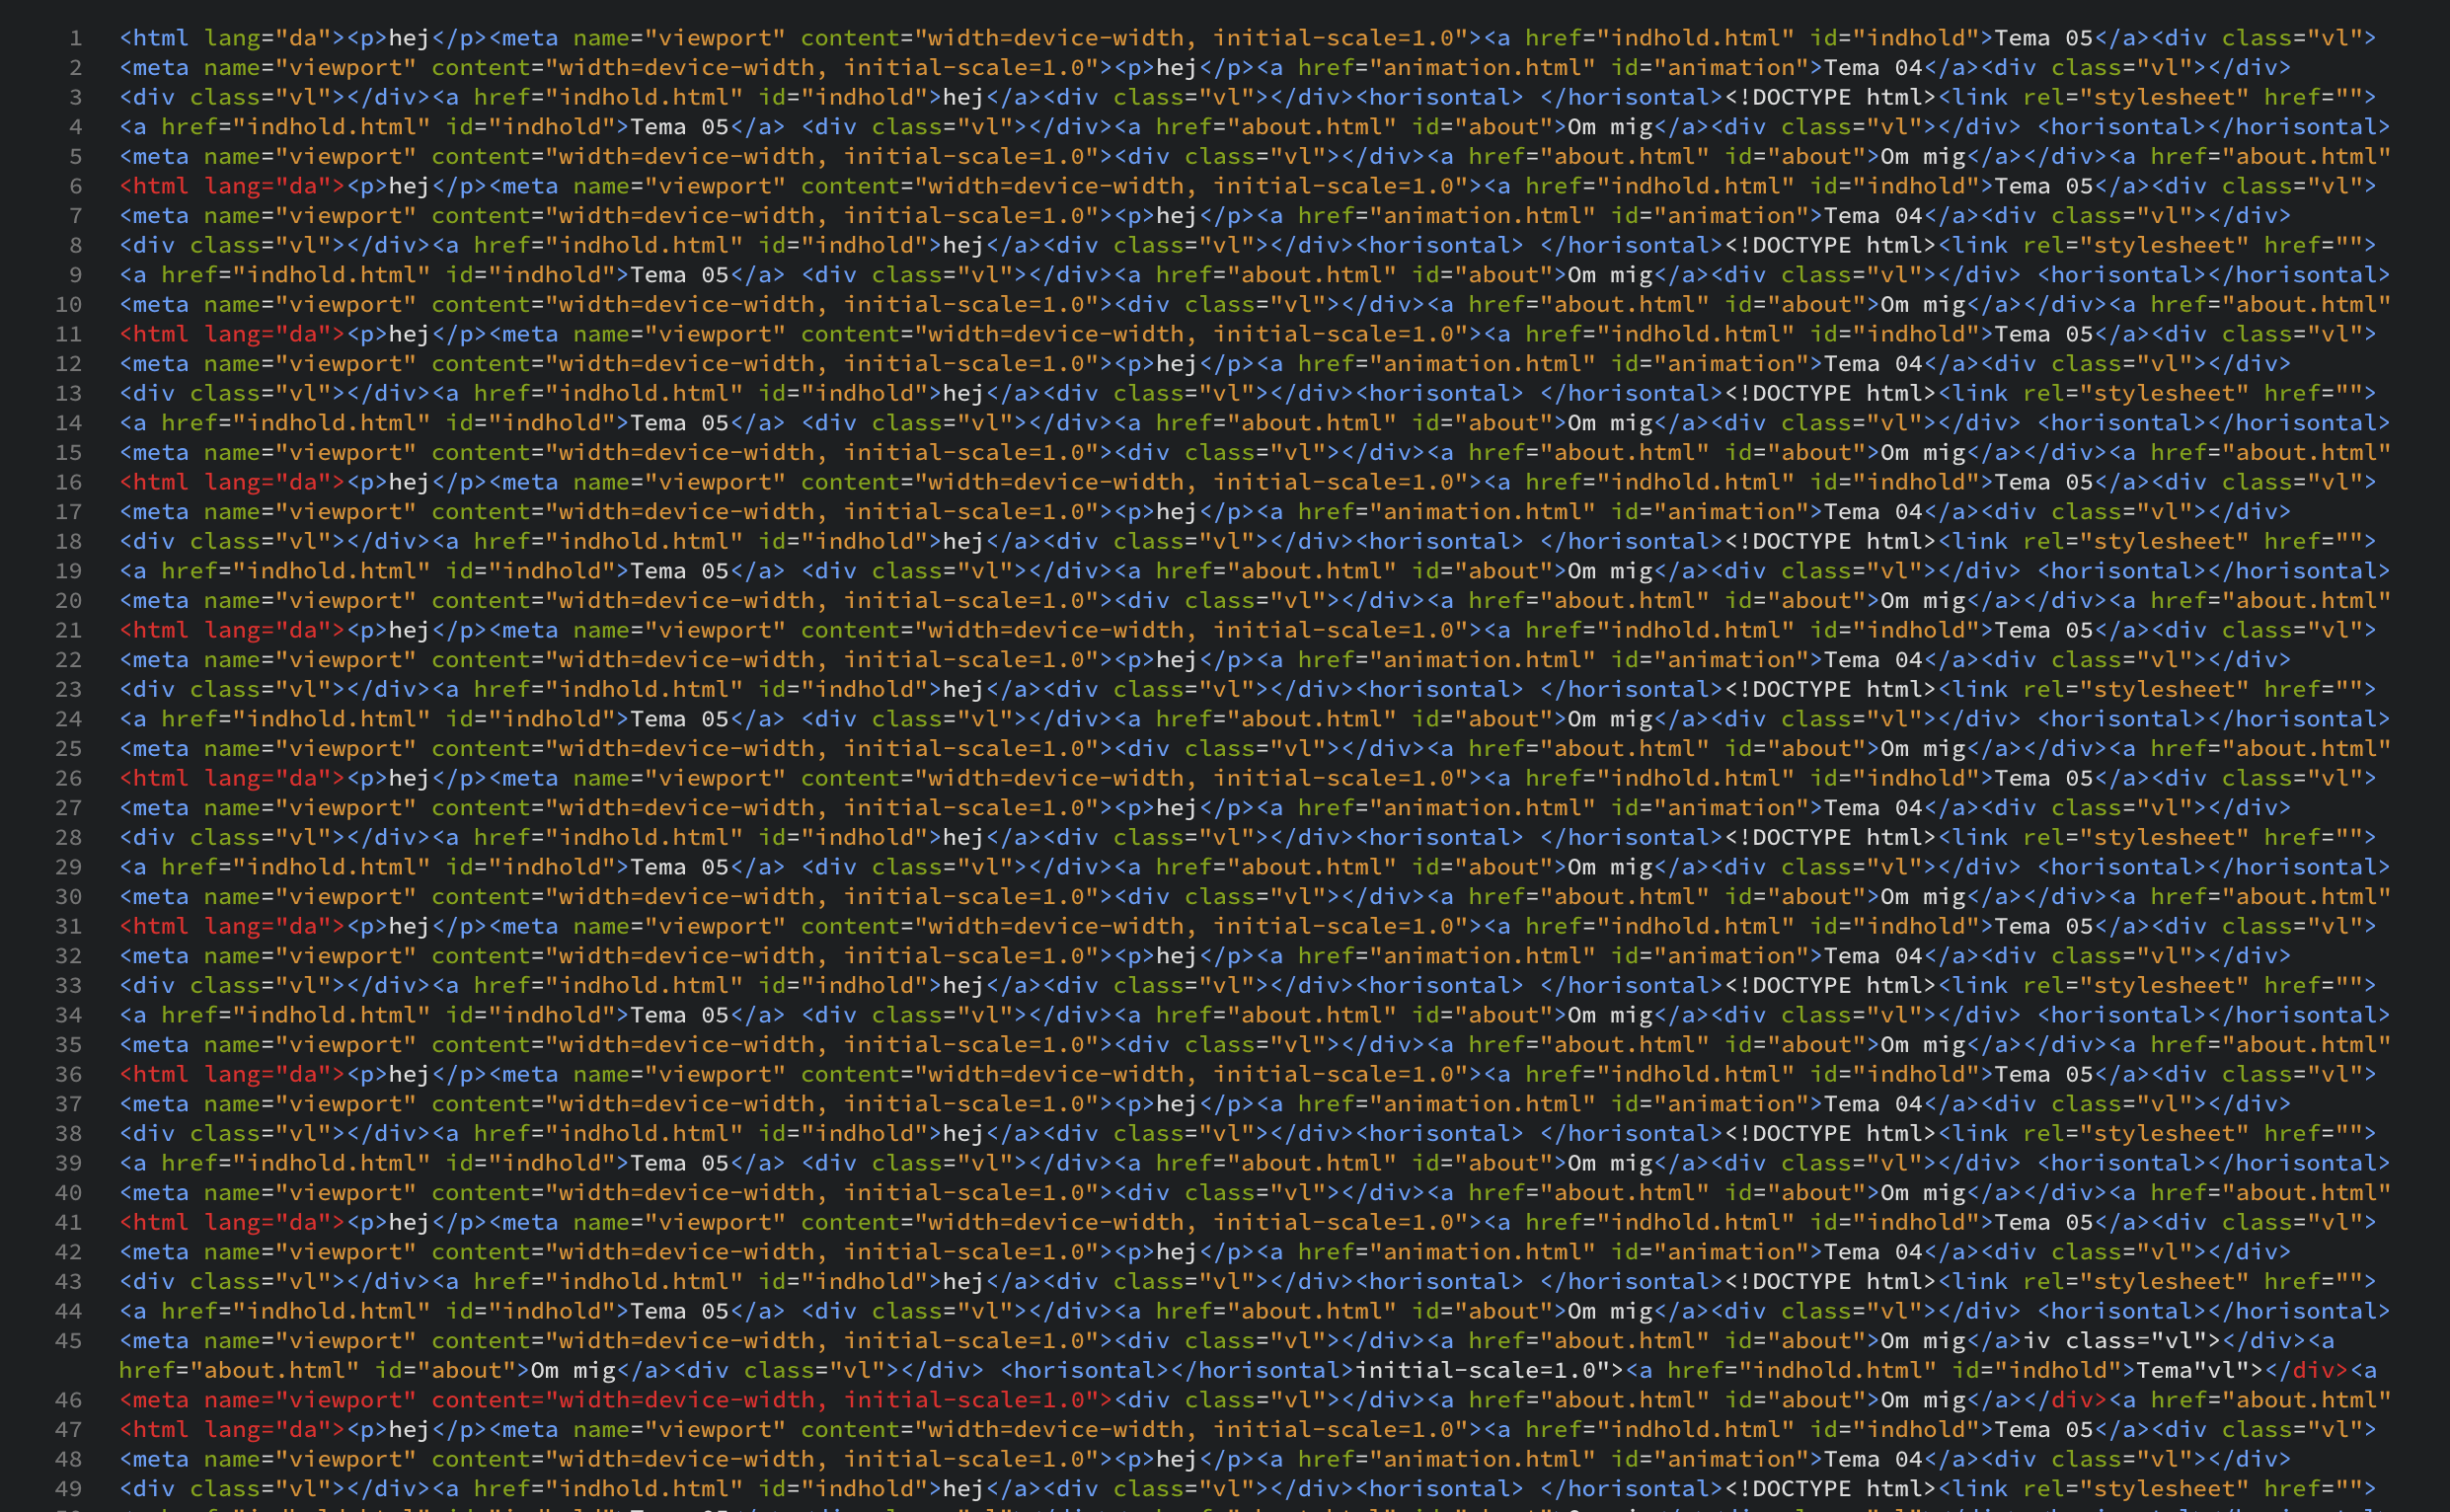 1 <html lang="da"><p>hej</p><meta name="viewport" content="width=device-width, initial-scale=1.0"><a href="indhold.html" id="indhold">Tema 05</a><div class="vl">
2 <meta name="viewport" content="width=device-width, initial-scale=1.0"><p>hej</p><a href="animation.html" id="animation">Tema 04</a><div class="vl"></div>
3 <div class="vl"></div><a href="indhold.html" id="indhold">hej</a><div class="vl"></div><horisontal> </horisontal><!DOCTYPE html><link rel="stylesheet" href="">
4 <a href="indhold.html" id="indhold">Tema 05</a> <div class="vl"></div><a href="about.html" id="about">Om mig</a><div class="vl"></div> <horisontal></horisontal>
5 <meta name="viewport" content="width=device-width, initial-scale=1.0"><div class="vl"></div><a href="about.html" id="about">Om mig</a></div><a href="about.html"
6 <html lang="da"><p>hej</p><meta name="viewport" content="width=device-width, initial-scale=1.0"><a href="indhold.html" id="indhold">Tema 05</a><div class="vl">
7 <meta name="viewport" content="width=device-width, initial-scale=1.0"><p>hej</p><a href="animation.html" id="animation">Tema 04</a><div class="vl"></div>
8 <div class="vl"></div><a href="indhold.html" id="indhold">hej</a><div class="vl"></div><horisontal> </horisontal><!DOCTYPE html><link rel="stylesheet" href="">
9 <a href="indhold.html" id="indhold">Tema 05</a> <div class="vl"></div><a href="about.html" id="about">Om mig</a><div class="vl"></div> <horisontal></horisontal>
10 <meta name="viewport" content="width=device-width, initial-scale=1.0"><div class="vl"></div><a href="about.html" id="about">Om mig</a></div><a href="about.html"
11 <html lang="da"><p>hej</p><meta name="viewport" content="width=device-width, initial-scale=1.0"><a href="indhold.html" id="indhold">Tema 05</a><div class="vl">
12 <meta name="viewport" content="width=device-width, initial-scale=1.0"><p>hej</p><a href="animation.html" id="animation">Tema 04</a><div class="vl"></div>
13 <div class="vl"></div><a href="indhold.html" id="indhold">hej</a><div class="vl"></div><horisontal> </horisontal><!DOCTYPE html><link rel="stylesheet" href="">
14 <a href="indhold.html" id="indhold">Tema 05</a> <div class="vl"></div><a href="about.html" id="about">Om mig</a><div class="vl"></div> <horisontal></horisontal>
15 <meta name="viewport" content="width=device-width, initial-scale=1.0"><div class="vl"></div><a href="about.html" id="about">Om mig</a></div><a href="about.html"
16 <html lang="da"><p>hej</p><meta name="viewport" content="width=device-width, initial-scale=1.0"><a href="indhold.html" id="indhold">Tema 05</a><div class="vl">
17 <meta name="viewport" content="width=device-width, initial-scale=1.0"><p>hej</p><a href="animation.html" id="animation">Tema 04</a><div class="vl"></div>
18 <div class="vl"></div><a href="indhold.html" id="indhold">hej</a><div class="vl"></div><horisontal> </horisontal><!DOCTYPE html><link rel="stylesheet" href="">
19 <a href="indhold.html" id="indhold">Tema 05</a> <div class="vl"></div><a href="about.html" id="about">Om mig</a><div class="vl"></div> <horisontal></horisontal>
20 <meta name="viewport" content="width=device-width, initial-scale=1.0"><div class="vl"></div><a href="about.html" id="about">Om mig</a></div><a href="about.html"
21 <html lang="da"><p>hej</p><meta name="viewport" content="width=device-width, initial-scale=1.0"><a href="indhold.html" id="indhold">Tema 05</a><div class="vl">
22 <meta name="viewport" content="width=device-width, initial-scale=1.0"><p>hej</p><a href="animation.html" id="animation">Tema 04</a><div class="vl"></div>
23 <div class="vl"></div><a href="indhold.html" id="indhold">hej</a><div class="vl"></div><horisontal> </horisontal><!DOCTYPE html><link rel="stylesheet" href="">
24 <a href="indhold.html" id="indhold">Tema 05</a> <div class="vl"></div><a href="about.html" id="about">Om mig</a><div class="vl"></div> <horisontal></horisontal>
25 <meta name="viewport" content="width=device-width, initial-scale=1.0"><div class="vl"></div><a href="about.html" id="about">Om mig</a></div><a href="about.html"
26 <html lang="da"><p>hej</p><meta name="viewport" content="width=device-width, initial-scale=1.0"><a href="indhold.html" id="indhold">Tema 05</a><div class="vl">
27 <meta name="viewport" content="width=device-width, initial-scale=1.0"><p>hej</p><a href="animation.html" id="animation">Tema 04</a><div class="vl"></div>
28 <div class="vl"></div><a href="indhold.html" id="indhold">hej</a><div class="vl"></div><horisontal> </horisontal><!DOCTYPE html><link rel="stylesheet" href="">
29 <a href="indhold.html" id="indhold">Tema 05</a> <div class="vl"></div><a href="about.html" id="about">Om mig</a><div class="vl"></div> <horisontal></horisontal>
30 <meta name="viewport" content="width=device-width, initial-scale=1.0"><div class="vl"></div><a href="about.html" id="about">Om mig</a></div><a href="about.html"
31 <html lang="da"><p>hej</p><meta name="viewport" content="width=device-width, initial-scale=1.0"><a href="indhold.html" id="indhold">Tema 05</a><div class="vl">
32 <meta name="viewport" content="width=device-width, initial-scale=1.0"><p>hej</p><a href="animation.html" id="animation">Tema 04</a><div class="vl"></div>
33 <div class="vl"></div><a href="indhold.html" id="indhold">hej</a><div class="vl"></div><horisontal> </horisontal><!DOCTYPE html><link rel="stylesheet" href="">
34 <a href="indhold.html" id="indhold">Tema 05</a> <div class="vl"></div><a href="about.html" id="about">Om mig</a><div class="vl"></div> <horisontal></horisontal>
35 <meta name="viewport" content="width=device-width, initial-scale=1.0"><div class="vl"></div><a href="about.html" id="about">Om mig</a></div><a href="about.html"
36 <html lang="da"><p>hej</p><meta name="viewport" content="width=device-width, initial-scale=1.0"><a href="indhold.html" id="indhold">Tema 05</a><div class="vl">
37 <meta name="viewport" content="width=device-width, initial-scale=1.0"><p>hej</p><a href="animation.html" id="animation">Tema 04</a><div class="vl"></div>
38 <div class="vl"></div><a href="indhold.html" id="indhold">hej</a><div class="vl"></div><horisontal> </horisontal><!DOCTYPE html><link rel="stylesheet" href="">
39 <a href="indhold.html" id="indhold">Tema 05</a> <div class="vl"></div><a href="about.html" id="about">Om mig</a><div class="vl"></div> <horisontal></horisontal>
40 <meta name="viewport" content="width=device-width, initial-scale=1.0"><div class="vl"></div><a href="about.html" id="about">Om mig</a></div><a href="about.html"
41 <html lang="da"><p>hej</p><meta name="viewport" content="width=device-width, initial-scale=1.0"><a href="indhold.html" id="indhold">Tema 05</a><div class="vl">
42 <meta name="viewport" content="width=device-width, initial-scale=1.0"><p>hej</p><a href="animation.html" id="animation">Tema 04</a><div class="vl"></div>
43 <div class="vl"></div><a href="indhold.html" id="indhold">hej</a><div class="vl"></div><horisontal> </horisontal><!DOCTYPE html><link rel="stylesheet" href="">
44 <a href="indhold.html" id="indhold">Tema 05</a> <div class="vl"></div><a href="about.html" id="about">Om mig</a><div class="vl"></div> <horisontal></horisontal>
45 <meta name="viewport" content="width=device-width, initial-scale=1.0"><div class="vl"></div><a href="about.html" id="about">Om mig</a>iv class="vl"></div><a
href="about.html" id="about">Om mig</a><div class="vl"></div> <horisontal></horisontal>initial-scale=1.0"><a href="indhold.html" id="indhold">Tema"vl"></div><a
46 <meta name="viewport" content="width=device-width, initial-scale=1.0"><div class="vl"></div><a href="about.html" id="about">Om mig</a></div><a href="about.html"
47 <html lang="da"><p>hej</p><meta name="viewport" content="width=device-width, initial-scale=1.0"><a href="indhold.html" id="indhold">Tema 05</a><div class="vl">
48 <meta name="viewport" content="width=device-width, initial-scale=1.0"><p>hej</p><a href="animation.html" id="animation">Tema 04</a><div class="vl"></div>
49 <div class="vl"></div><a href="indhold.html" id="indhold">hej</a><div class="vl"></div><horisontal> </horisontal><!DOCTYPE html><link rel="stylesheet" href="">